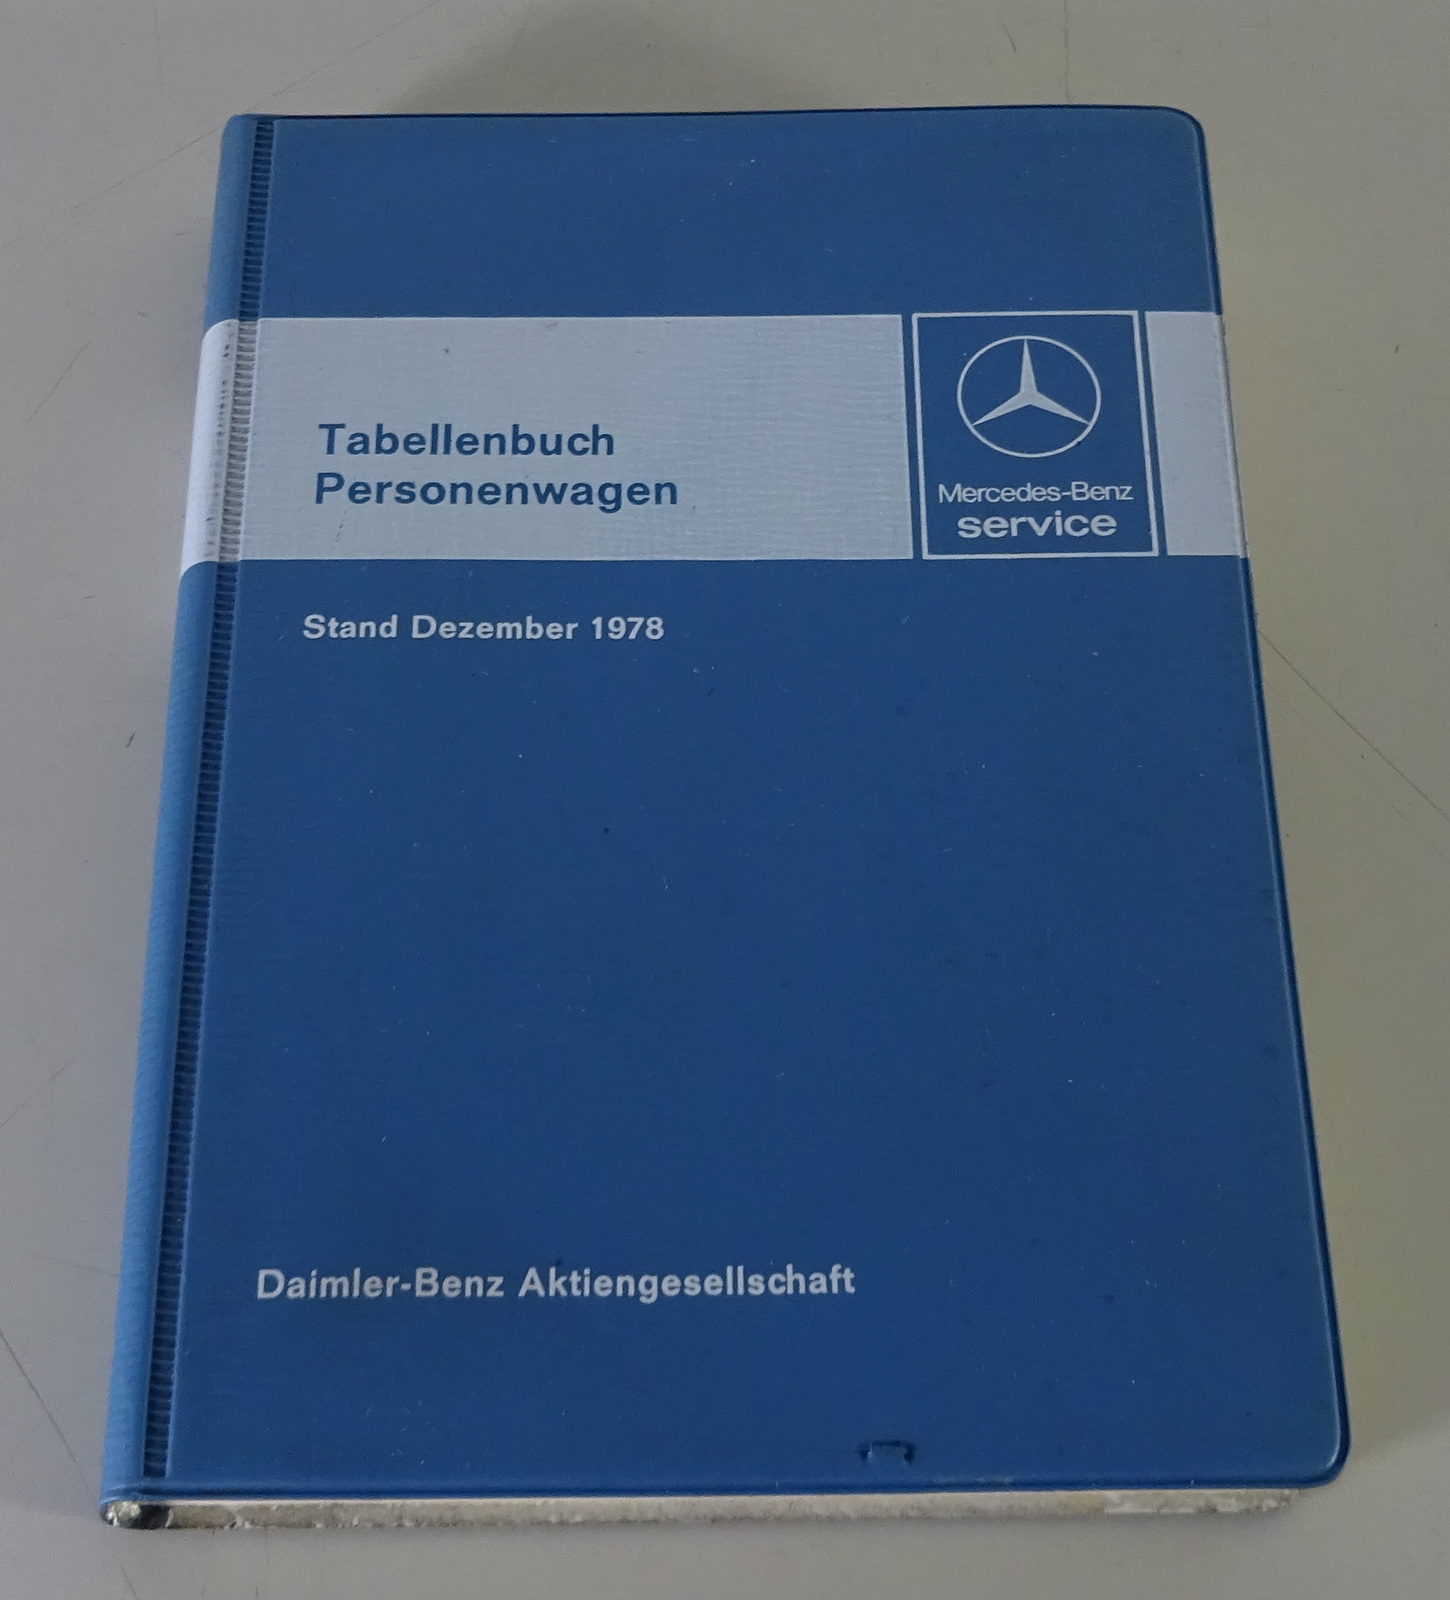 Tabellenbuch
Personenwagen
Mercedes-Benz
service
Stand Dezember 1978
Daimler-Benz Aktiengesellschaft